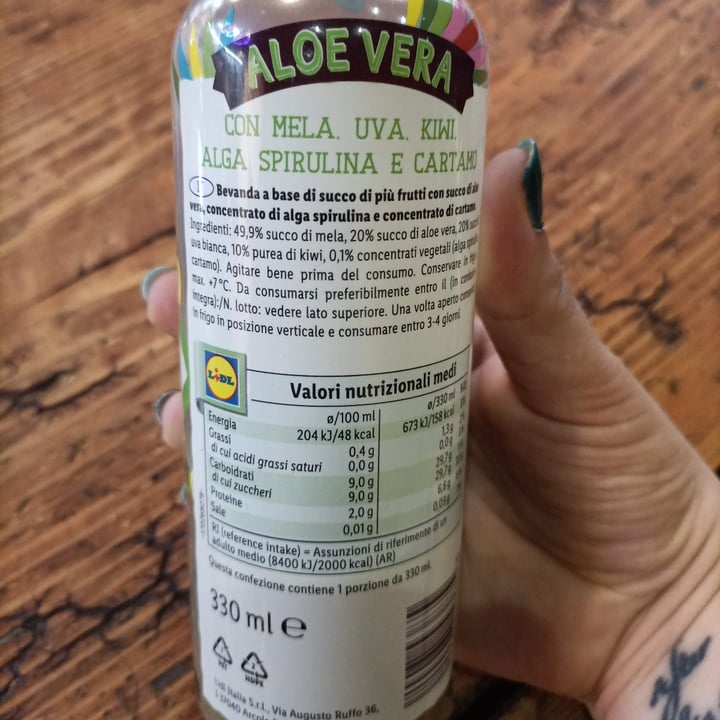 ALOE VERA
CON MELA, UVA, KIWI,
ALGA SPIRULINA E CARTAMO
Bevanda a base di succo di più frutti con succo di aloe
vera, concentrato di alga spirulina e concentrato di cartamo.
Ingredienti: 49,9% succo di mela, 20% succo di aloe vera, 20% succo
uva bianca, 10% purea di kiwi, 0,1% concentrati vegetali (alga
cartamo). Agitare bene prima del consumo. Conservare in frigo
max. +7°C. Da consumarsi preferibilmente entro il (in
integra):/N. lotto: vedere lato superiore. Una volta aperto
in frigo in posizione verticale e consumare entro 3-4 giorni.
LiDL
Valori nutrizionali medi
ø/100 ml ø/330 ml
Energia 204 kJ/48 kcal 673 kJ/158 kcal
Grassi 0,4 g 1,3 g
di cui acidi grassi saturi 0,0 g 0,0 g
Carboidrati 9,0 g 29,7 g
di cui zuccheri 9,0 g 29,7 g
Proteine 2,0 g 6,6 g
Sale 0,01 g 0,03 g
RI (reference intake) = Assunzioni di riferimento di un
adulto medio (8400 kJ/2000 kcal) (AR)
Questa confezione contiene 1 porzione da 330 ml.
330 ml e
1 PET
2 HDPE
Lidl Italia S.r.l., Via Augusto Ruffo 36,
I-37040